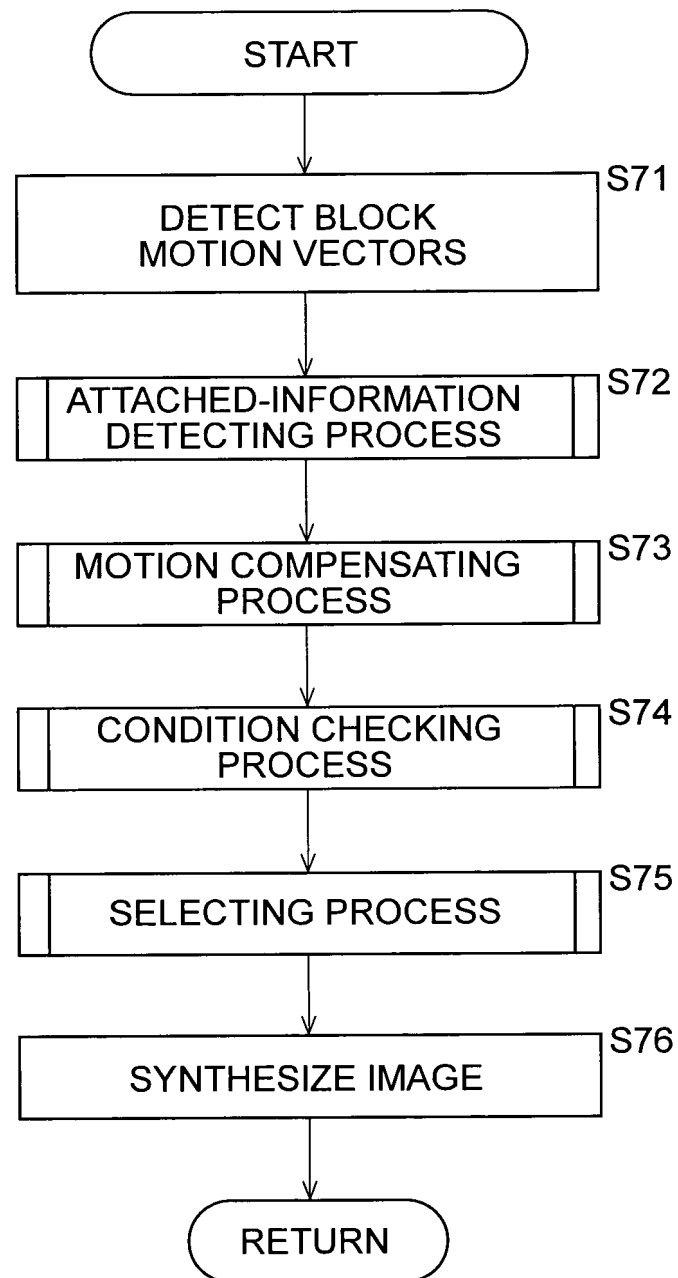 START
S71
DETECT BLOCK
MOTION VECTORS
S72
ATTACHED-INFORMATION
DETECTING PROCESS
S73
MOTION COMPENSATING
PROCESS
S74
CONDITION CHECKING
PROCESS
S75
SELECTING PROCESS
S76
SYNTHESIZE IMAGE
RETURN